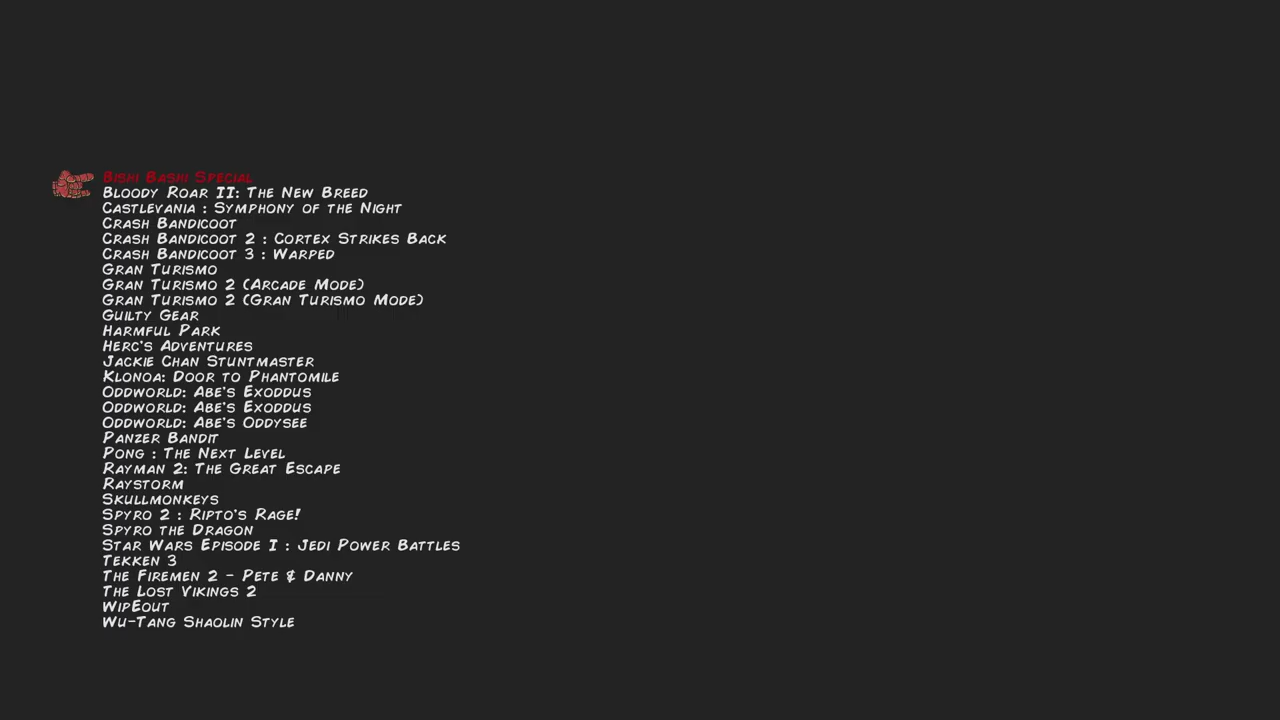 Bishi Bashi Special
Bloody Roar II: The New Breed
Castlevania : Symphony of the Night
Crash Bandicoot
Crash Bandicoot 2 : Cortex Strikes Back
Crash Bandicoot 3 : Warped
Gran Turismo
Gran Turismo 2 (Arcade Mode)
Gran Turismo 2 (Gran Turismo Mode)
Guilty Gear
Harmful Park
Herc's Adventures
Jackie Chan Stuntmaster
Klonoa: Door to Phantomile
Oddworld: Abe's Exoddus
Oddworld: Abe's Exoddus
Oddworld: Abe's Oddysee
Panzer Bandit
Pong : The Next Level
Rayman 2: The Great Escape
Raystorm
Skullmonkeys
Spyro 2 : Ripto's Rage!
Spyro the Dragon
Star Wars Episode I : Jedi Power Battles
Tekken 3
The Firemen 2 - Pete & Danny
The Lost Vikings 2
WipEout
Wu-Tang Shaolin Style